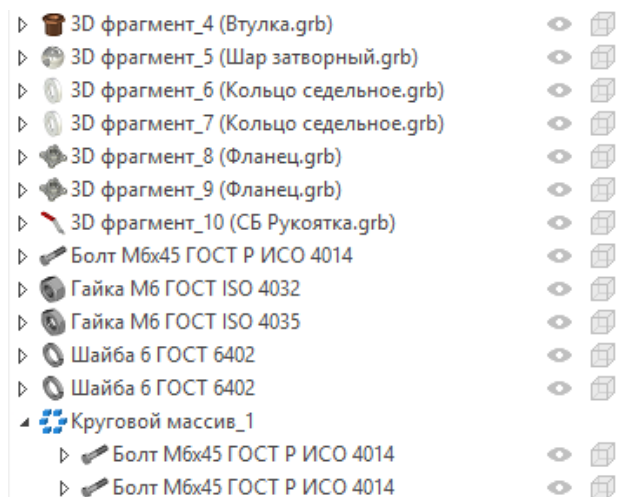 3D фрагмент_4 (Втулка.grb)
3D фрагмент_5 (Шар затворный.grb)
3D фрагмент_6 (Кольцо седельное.grb)
3D фрагмент_7 (Кольцо седельное.grb)
3D фрагмент_8 (Фланец.grb)
3D фрагмент_9 (Фланец.grb)
3D фрагмент_10 (СБ Рукоятка.grb)
Болт М6х45 ГОСТ Р ИСО 4014
Гайка М6 ГОСТ ISO 4032
Гайка М6 ГОСТ ISO 4035
Шайба 6 ГОСТ 6402
Шайба 6 ГОСТ 6402
Круговой массив_1
Болт М6х45 ГОСТ Р ИСО 4014
Болт М6х45 ГОСТ Р ИСО 4014